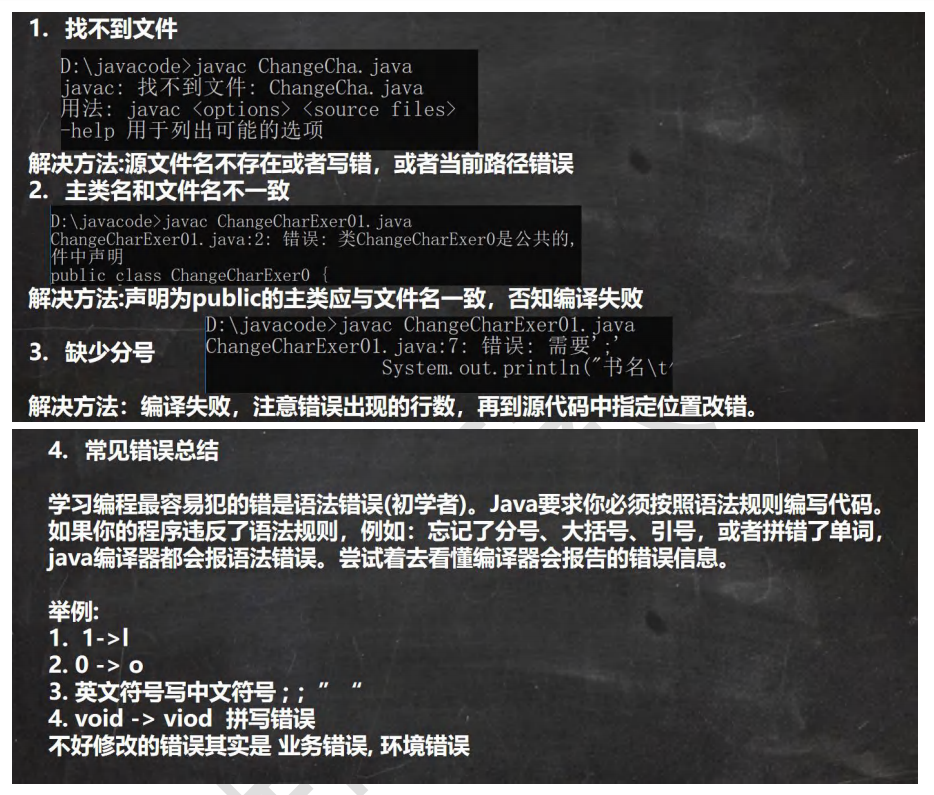 1. 找不到文件
D:\javacode>javac ChangeCha.java
javac: 找不到文件: ChangeCha.java
用法: javac <options> <source files>
-help 用于列出可能的选项
解决方法:源文件名不存在或者写错，或者当前路径错误
2. 主类名和文件名不一致
D:\javacode>javac ChangeCharExer01.java
ChangeCharExer01.java:2: 错误: 类ChangeCharExer0是公共的,
件中声明
public class ChangeCharExer0 {
解决方法:声明为public的主类应与文件名一致，否知编译失败
3. 缺少分号
D:\javacode>javac ChangeCharExer01.java
ChangeCharExer01.java:7: 错误: 需要';'
System.out.println("书名\t
解决方法：编译失败，注意错误出现的行数，再到源代码中指定位置改错。
4. 常见错误总结
学习编程最容易犯的错是语法错误(初学者)。Java要求你必须按照语法规则编写代码。
如果你的程序违反了语法规则，例如：忘记了分号、大括号、引号，或者拼错了单词，
java编译器都会报语法错误。尝试着去看懂编译器会报告的错误信息。
举例:
1. 1->l
2. 0 -> o
3. 英文符号写中文符号 ; ; ” “
4. void -> viod 拼写错误
不好修改的错误其实是 业务错误, 环境错误